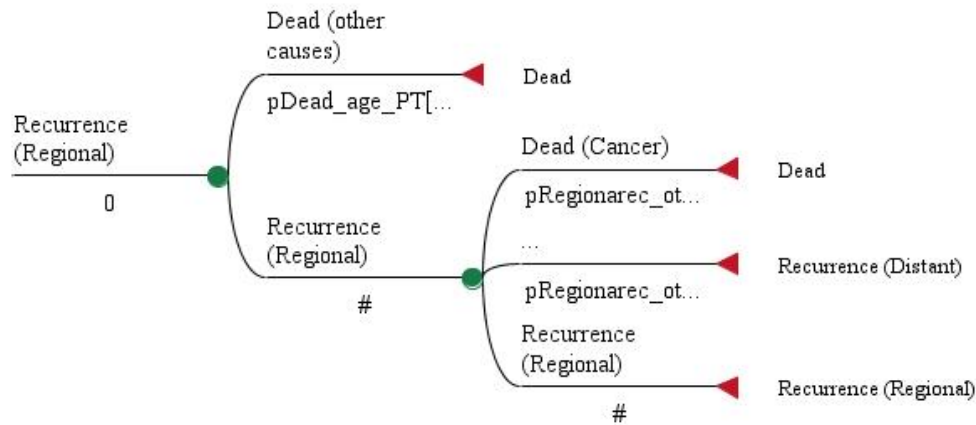 Dead (other
causes)
pDead_age_PT[...
Dead
Recurrence
(Regional)
0
Recurrence
(Regional)
#
Dead (Cancer)
pRegionarec_ot...
Dead
...
pRegionarec_ot...
Recurrence (Distant)
Recurrence
(Regional)
#
Recurrence (Regional)